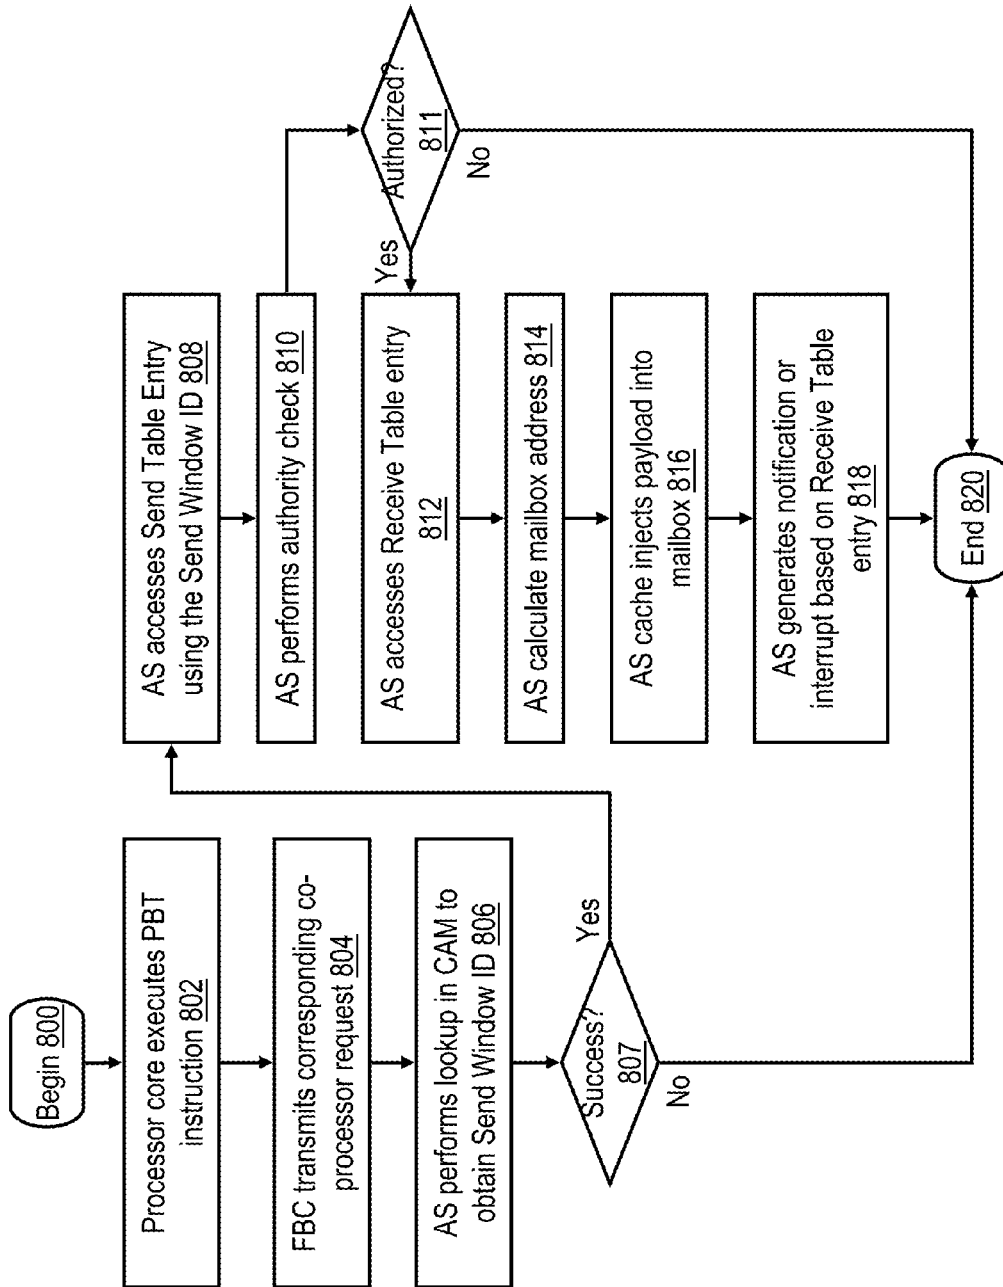 Begin 800
Processor core executes PBT
instruction 802
FBC transmits corresponding co-
processor request 804
AS performs lookup in CAM to
obtain Send Window ID 806
Success?
807
Yes
No
AS accesses Send Table Entry
using the Send Window ID 808
AS performs authority check 810
Authorized?
811
Yes
No
AS accesses Receive Table entry
812
AS calculate mailbox address 814
AS cache injects payload into
mailbox 816
AS generates notification or
interrupt based on Receive Table
entry 818
End 820